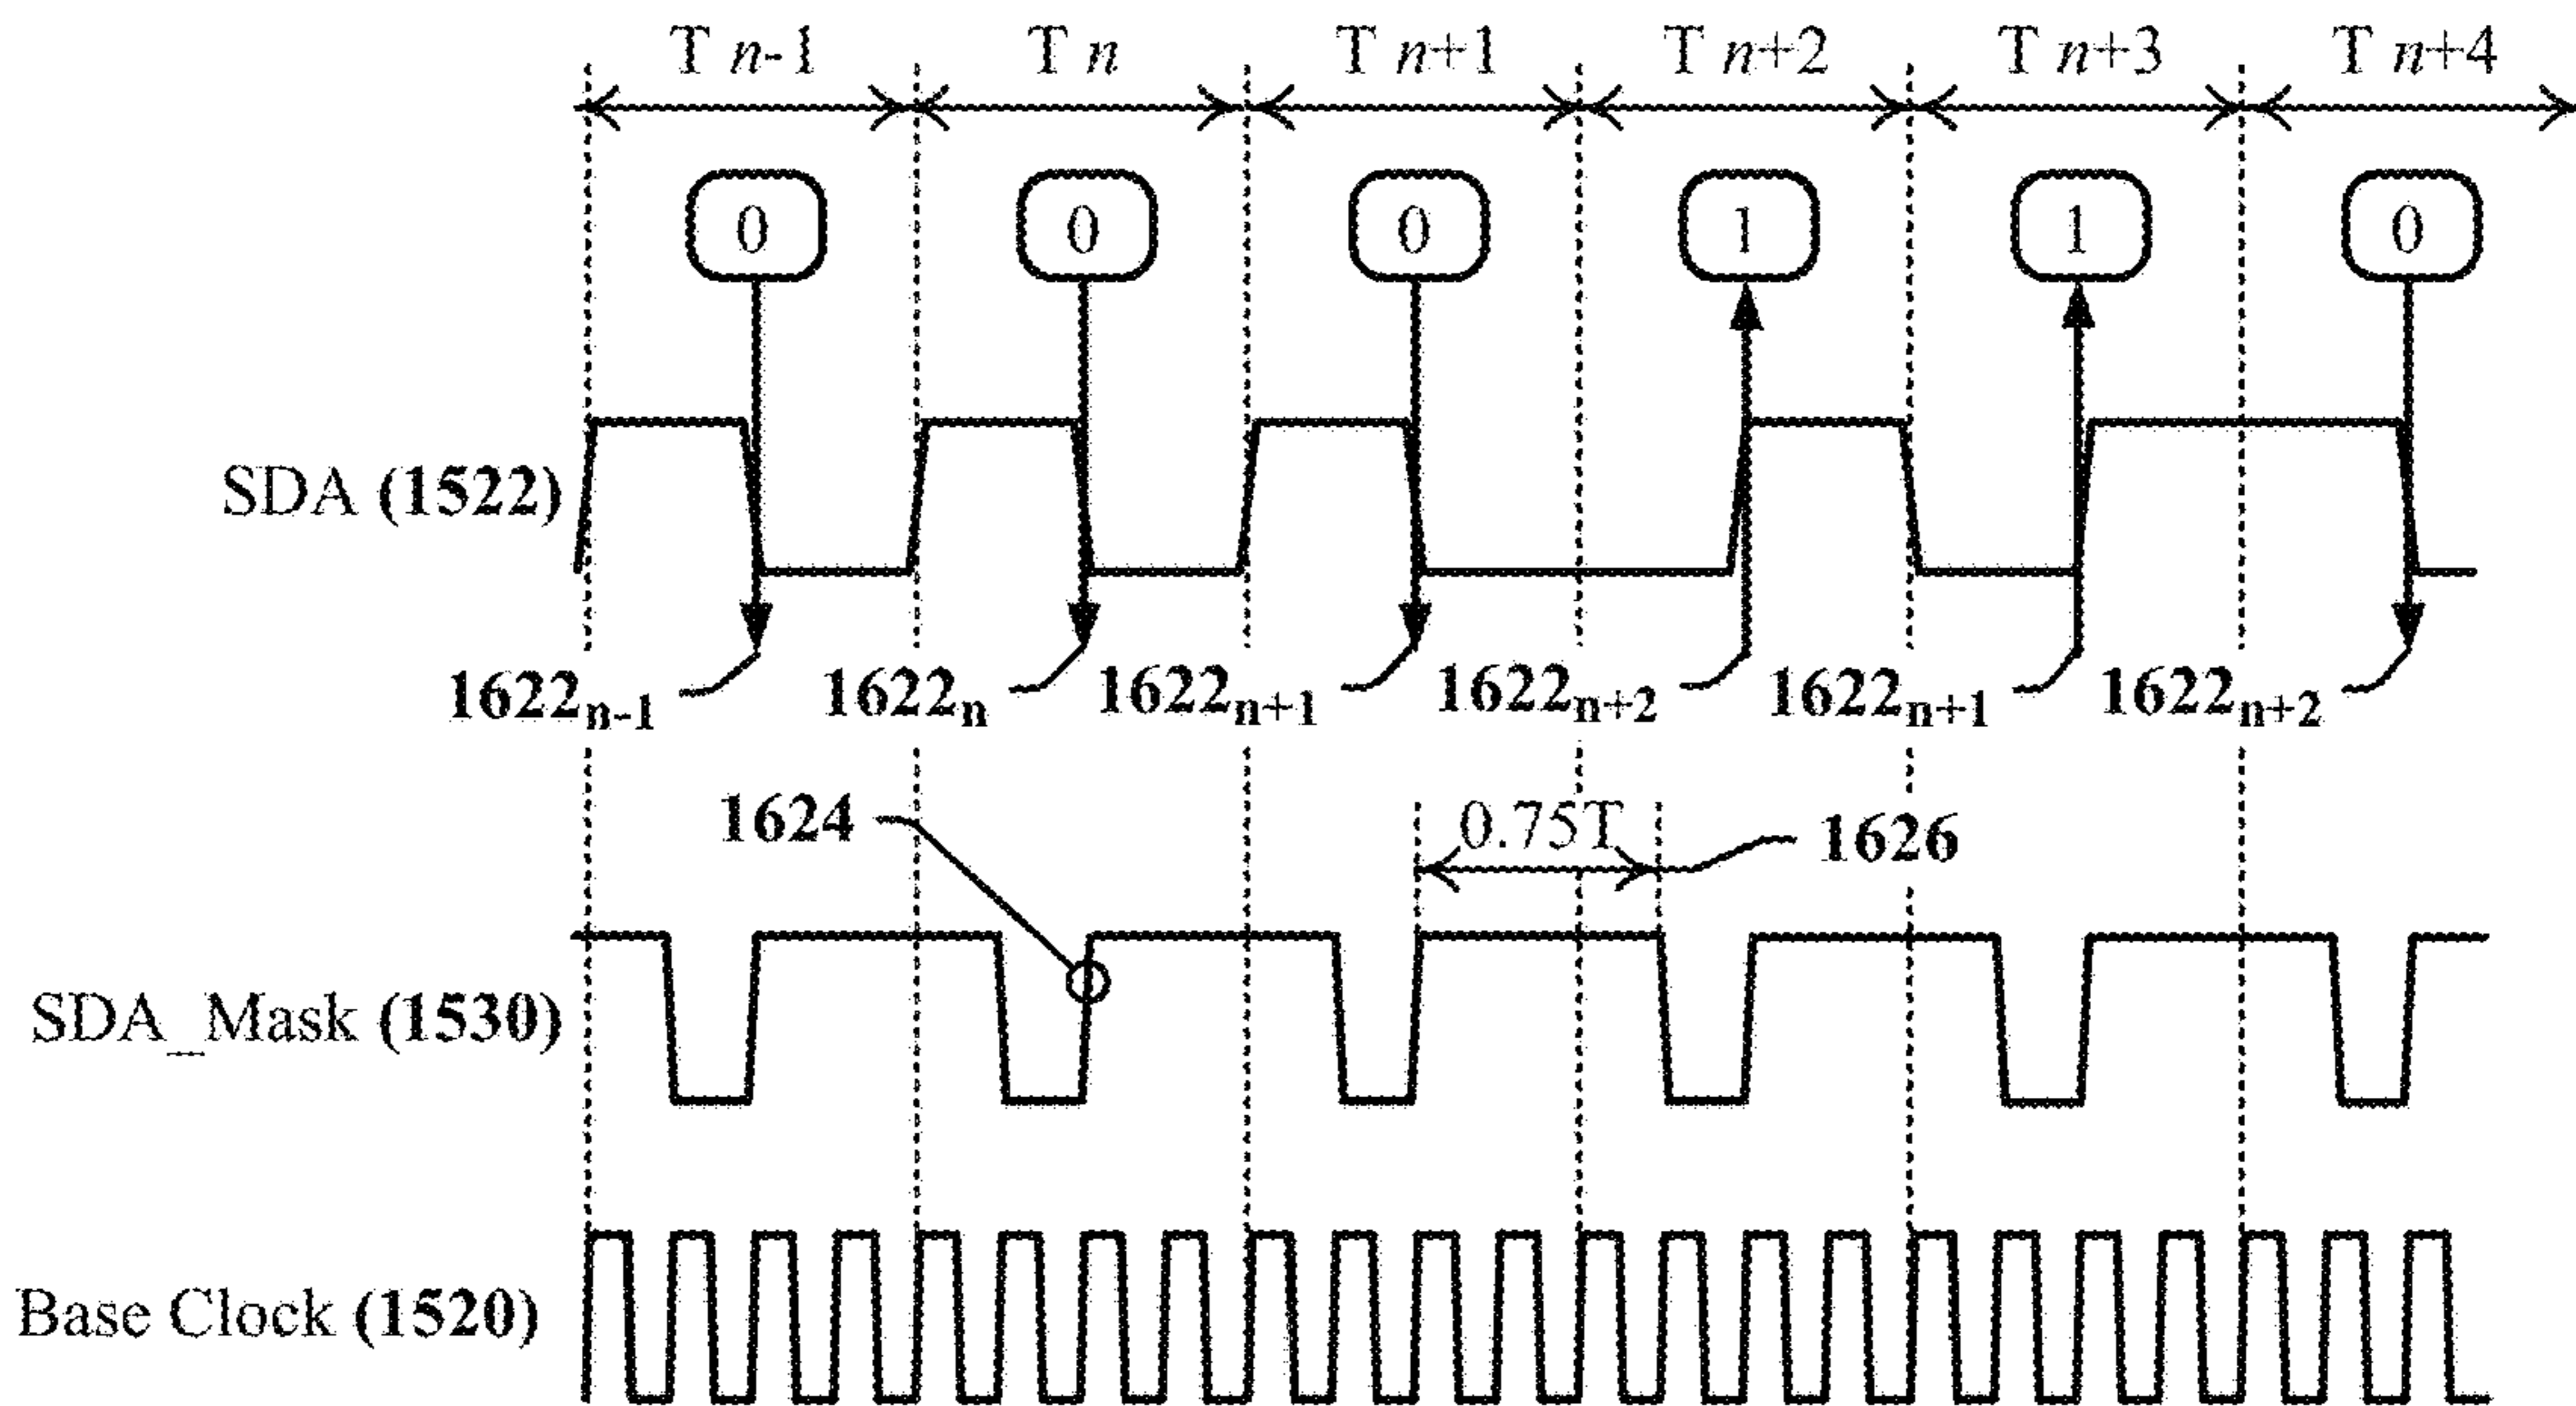 T n-1 T n T n+1 T n+2 T n+3 T n+4
0 0 0 1 1 0
SDA (1522)
1622n-1 1622n 1622n+1 1622n+2 1622n+1 1622n+2
1624 0.75T 1626
SDA_Mask (1530)
Base Clock (1520)